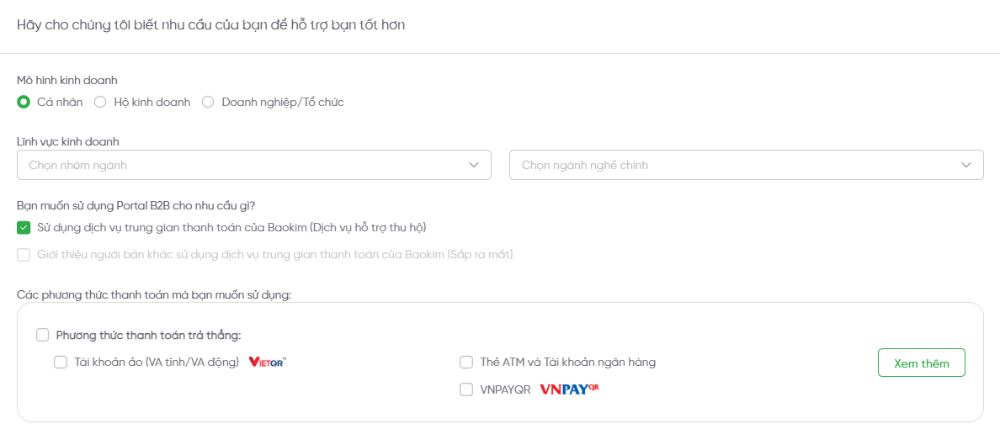 Hãy cho chúng tôi biết nhu cầu của bạn để hỗ trợ bạn tốt hơn
Mô hình kinh doanh
Cá nhân Hộ kinh doanh Doanh nghiệp/Tổ chức
Lĩnh vực kinh doanh
Chọn nhóm ngành Chọn ngành nghề chính
Bạn muốn sử dụng Portal B2B cho nhu cầu gì?
Sử dụng dịch vụ trung gian thanh toán của Baokim (Dịch vụ hỗ trợ thu hộ)
Giới thiệu người bán khác sử dụng dịch vụ trung gian thanh toán của Baokim (Sắp ra mắt)
Các phương thức thanh toán mà bạn muốn sử dụng:
Phương thức thanh toán trả thẳng:
Tài khoản ảo (VA tĩnh/VA động) VIETQR™ Thẻ ATM và Tài khoản ngân hàng Xem thêm
VNPAYQR VNPAYQR